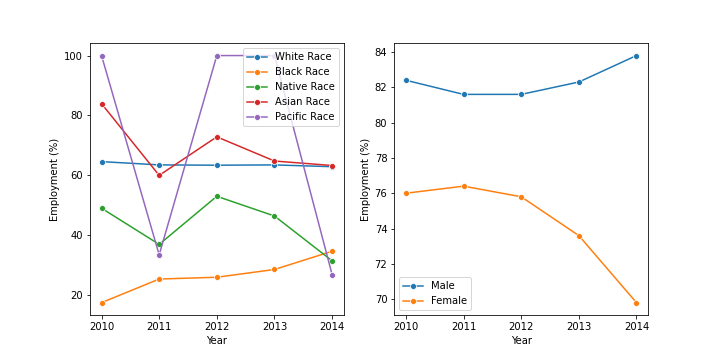 100
80
60
40
20
Employment (%)
2010 2011 2012 2013 2014
Year
White Race
Black Race
Native Race
Asian Race
Pacific Race
84
82
80
78
76
74
72
70
Employment (%)
2010 2011 2012 2013 2014
Year
Male
Female